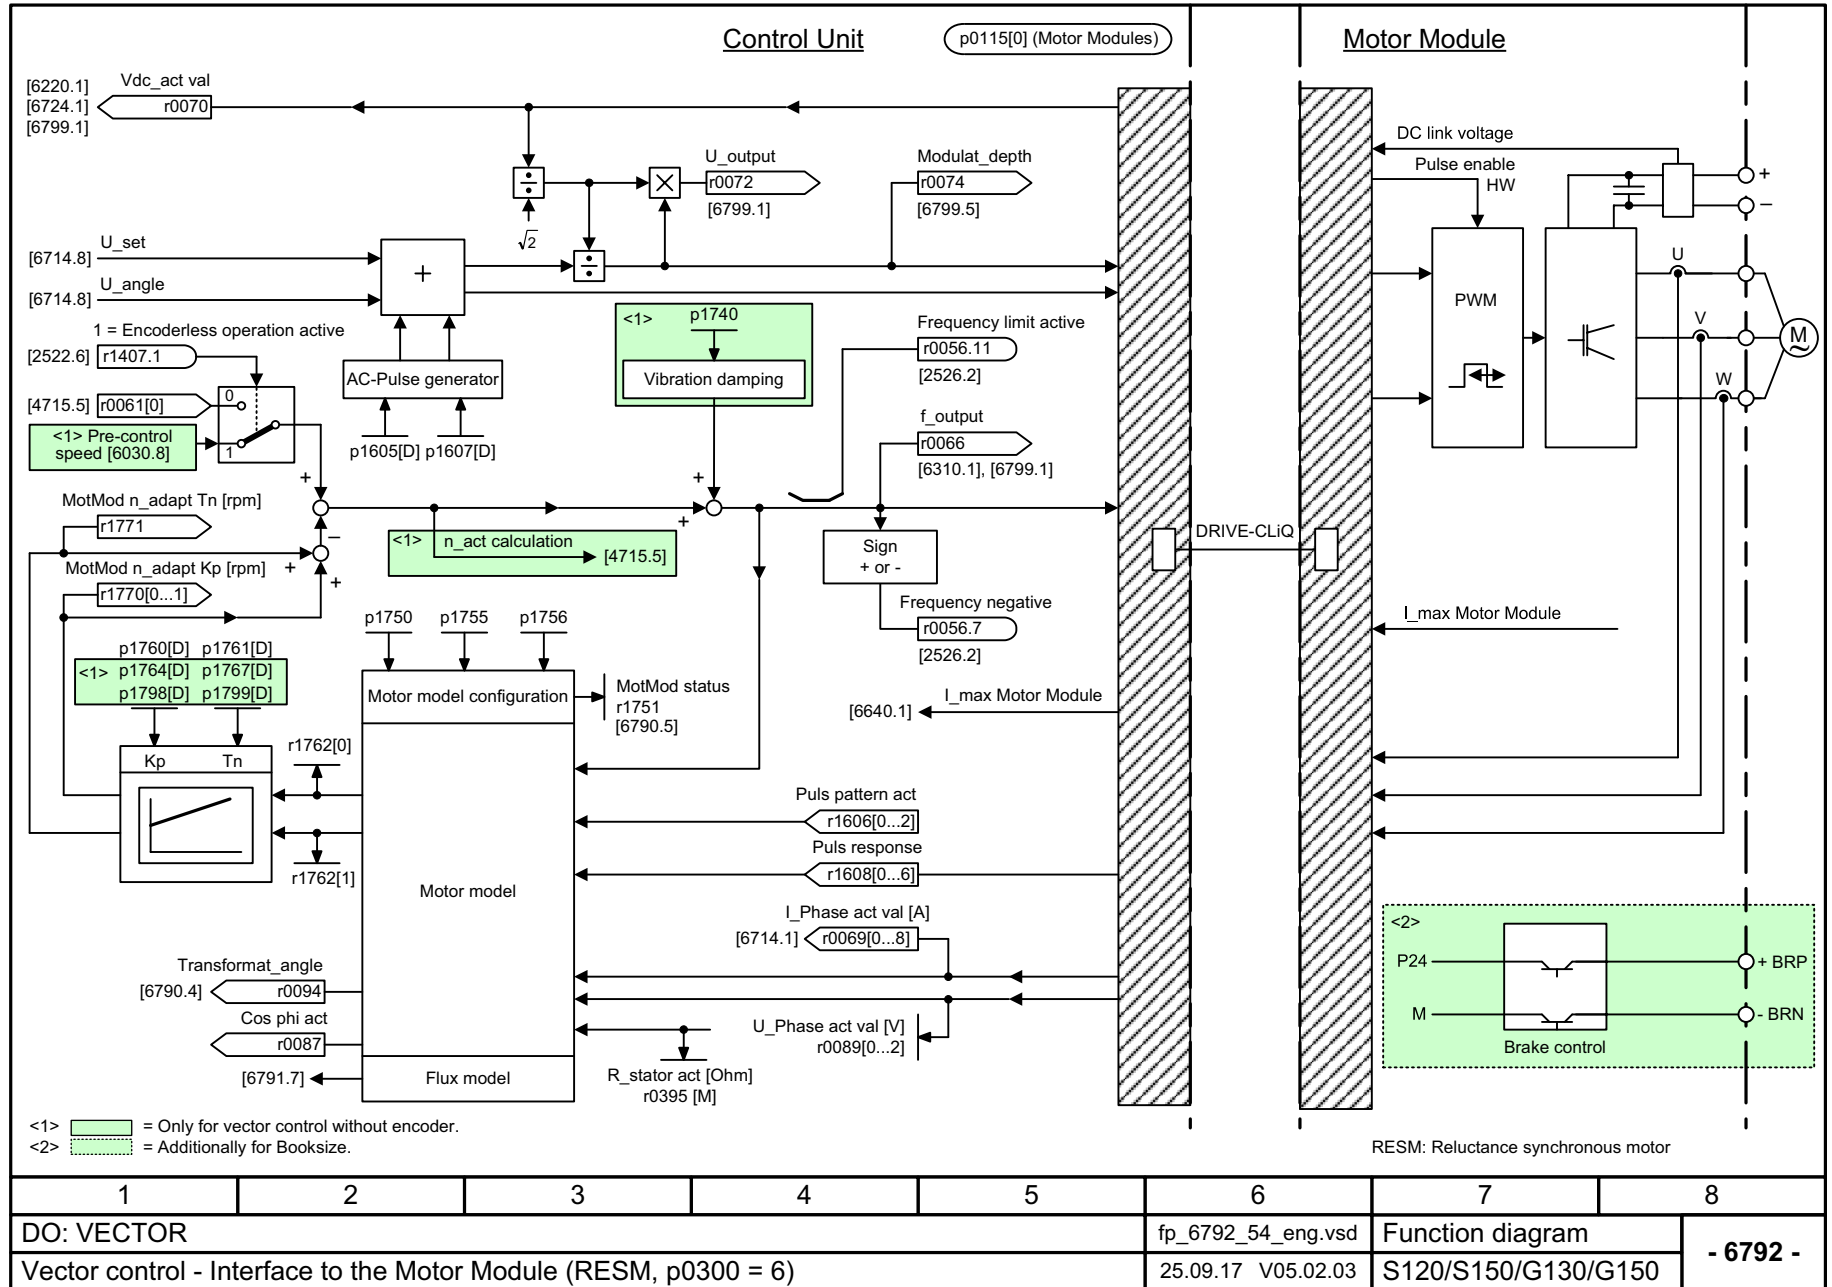 Control Unit
p0115[0] (Motor Modules)
Motor Module
[6220.1]
[6724.1]
[6799.1]
Vdc_act val
r0070
DC link voltage
Pulse enable
HW
+
–
÷
√2
×
U_output
r0072
[6799.1]
Modulat_depth
r0074
[6799.5]
U_set
[6714.8]
U_angle
[6714.8]
+
÷
U
V
W
PWM
M
~
1 = Encoderless operation active
[2522.6] r1407.1
[4715.5] r0061[0]
0
1
<1> Pre-control
speed [6030.8]
AC-Pulse generator
p1605[D] p1607[D]
<1>
p1740
Vibration damping
Frequency limit active
r0056.11
[2526.2]
f_output
r0066
[6310.1], [6799.1]
+
+
+
MotMod n_adapt Tn [rpm]
r1771
–
+
+
MotMod n_adapt Kp [rpm]
r1770[0...1]
<1> n_act calculation
[4715.5]
Sign
+ or -
Frequency negative
r0056.7
[2526.2]
DRIVE-CLiQ
I_max Motor Module
p1750 p1755 p1756
p1760[D] p1761[D]
<1> p1764[D] p1767[D]
p1798[D] p1799[D]
Kp Tn
r1762[0]
r1762[1]
Motor model configuration
MotMod status
r1751
[6790.5]
I_max Motor Module
[6640.1]
Puls pattern act
r1606[0...2]
Puls response
r1608[0...6]
Motor model
I_Phase act val [A]
[6714.1] r0069[0...8]
Transformat_angle
[6790.4] r0094
Cos phi act
r0087
[6791.7]
Flux model
U_Phase act val [V]
r0089[0...2]
R_stator act [Ohm]
r0395 [M]
<2>
P24
+ BRP
M
- BRN
Brake control
<1> = Only for vector control without encoder.
<2> = Additionally for Booksize.
RESM: Reluctance synchronous motor
1 2 3 4 5 6 7 8
DO: VECTOR
fp_6792_54_eng.vsd
Function diagram
- 6792 -
Vector control - Interface to the Motor Module (RESM, p0300 = 6)
25.09.17 V05.02.03
S120/S150/G130/G150